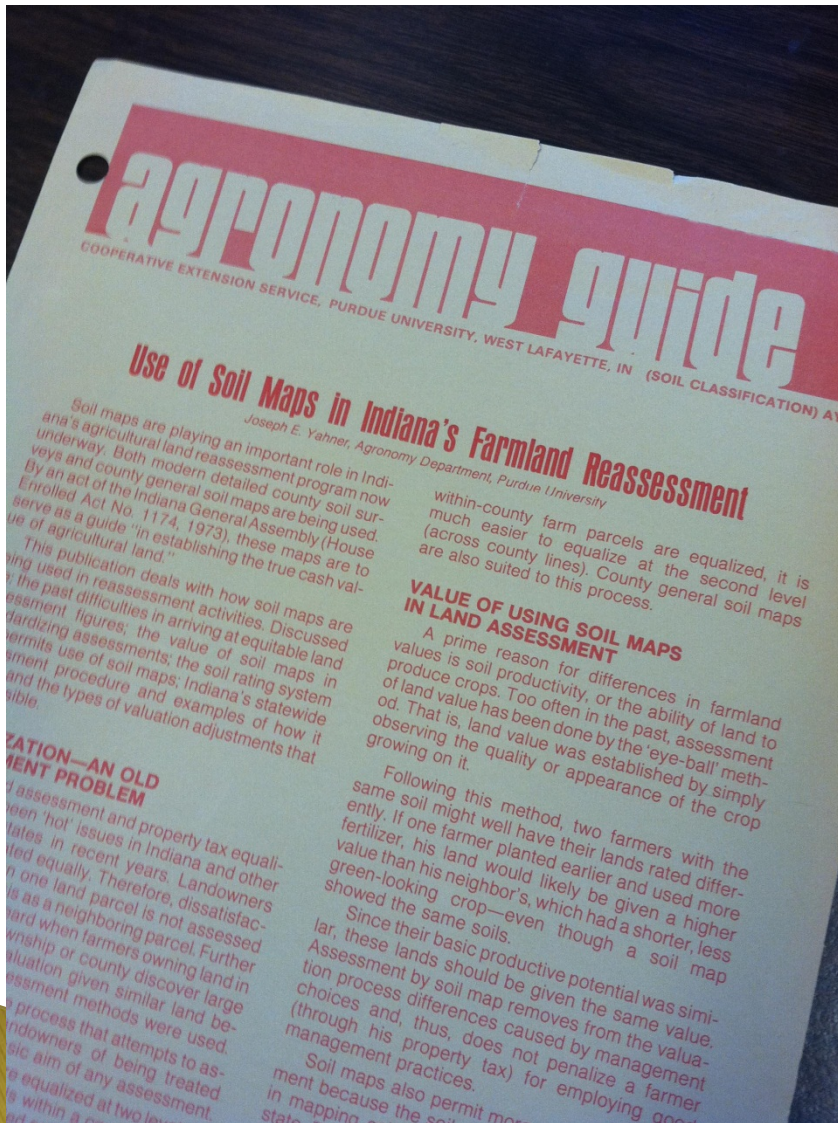 agronomy guide
COOPERATIVE EXTENSION SERVICE, PURDUE UNIVERSITY, WEST LAFAYETTE, IN (SOIL CLASSIFICATION) AY
Use of Soil Maps in Indiana's Farmland Reassessment
Joseph E. Yahner, Agronomy Department, Purdue University
Soil maps are playing an important role in Indi-
ana's agricultural land reassessment program now
underway. Both modern detailed county soil sur-
veys and county general soil maps are being used.
By an act of the Indiana General Assembly (House
Enrolled Act No. 1174, 1973), these maps are to
serve as a guide "in establishing the true cash val-
ue of agricultural land."
This publication deals with how soil maps are
being used in reassessment activities. Discussed
the past difficulties in arriving at equitable land
essment figures; the value of soil maps in
dardizing assessments; the soil rating system
permits use of soil maps; Indiana's statewide
sment procedure and examples of how it
and the types of valuation adjustments that
sible.
ZATION—AN OLD
MENT PROBLEM
d assessment and property tax equali-
been 'hot' issues in Indiana and other
tates in recent years. Landowners
ted equally. Therefore, dissatisfac-
n one land parcel is not assessed
is as a neighboring parcel. Further
hard when farmers owning land in
wnship or county discover large
aluation given similar land be-
essment methods were used.
process that attempts to as-
ndowners of being treated
sic aim of any assessment.
e equalized at two leve
s within a
within-county farm parcels are equalized, it is
much easier to equalize at the second level
(across county lines). County general soil maps
are also suited to this process.
VALUE OF USING SOIL MAPS
IN LAND ASSESSMENT
A prime reason for differences in farmland
values is soil productivity, or the ability of land to
produce crops. Too often in the past, assessment
of land value has been done by the 'eye-ball' meth-
od. That is, land value was established by simply
observing the quality or appearance of the crop
growing on it.
Following this method, two farmers with the
same soil might well have their lands rated differ-
ently. If one farmer planted earlier and used more
fertilizer, his land would likely be given a higher
value than his neighbor's, which had a shorter, less
green-looking crop—even though a soil map
showed the same soils.
Since their basic productive potential was simi-
lar, these lands should be given the same value.
Assessment by soil map removes from the valua-
tion process differences caused by management
choices and, thus, does not penalize a farmer
(through his property tax) for employing good
management practices.
Soil maps also permit more
ment because the soil
in mapping
state